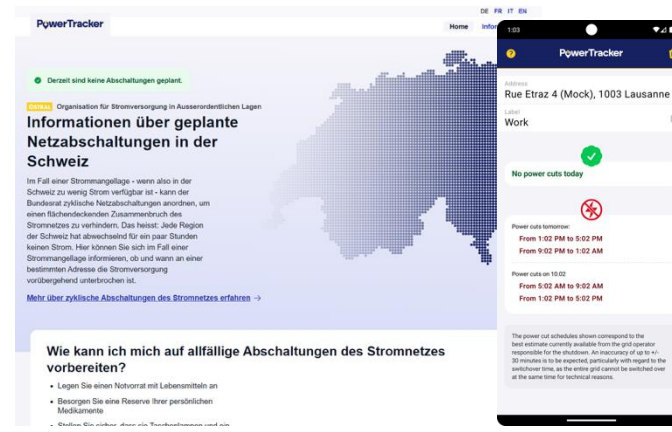 DE FR IT EN
PowerTracker
Home
Derzeit sind keine Abschaltungen geplant.
OSTRAL Organisation für Stromversorgung in Ausserordentlichen Lagen
Informationen über geplante
Netzabschaltungen in der
Schweiz
Im Fall einer Strommangellage - wenn also in der
Schweiz zu wenig Strom verfügbar ist - kann der
Bundesrat zyklische Netzabschaltungen anordnen, um
einen flächendeckenden Zusammenbruch des
Stromnetzes zu verhindern. Das heisst: Jede Region
der Schweiz hat abwechselnd für ein paar Stunden
keinen Strom. Hier können Sie sich im Fall einer
Strommangellage informieren, ob und wann an einer
bestimmten Adresse die Stromversorgung
vorübergehend unterbrochen ist.
Mehr über zyklische Abschaltungen des Stromnetzes erfahren →
Wie kann ich mich auf allfällige Abschaltungen des Stromnetzes
vorbereiten?
• Legen Sie einen Notvorrat mit Lebensmitteln an
• Besorgen Sie eine Reserve Ihrer persönlichen
Medikamente
• Stellen Sie sicher, dass sie Taschenlampen und ein
1:03
PowerTracker
Address
Rue Etraz 4 (Mock), 1003 Lausanne
Label
Work
No power cuts today
Power cuts tomorrow:
From 1:02 PM to 5:02 PM
From 9:02 PM to 1:02 AM
Power cuts on 10.02
From 5:02 AM to 9:02 AM
From 1:02 PM to 5:02 PM
The power cut schedules shown correspond to the
best estimate currently available from the grid operator
responsible for the shutdown. An inaccuracy of up to +/-
30 minutes is to be expected, particularly with regard to the
switchover time, as the entire grid cannot be switched over
at the same time for technical reasons.